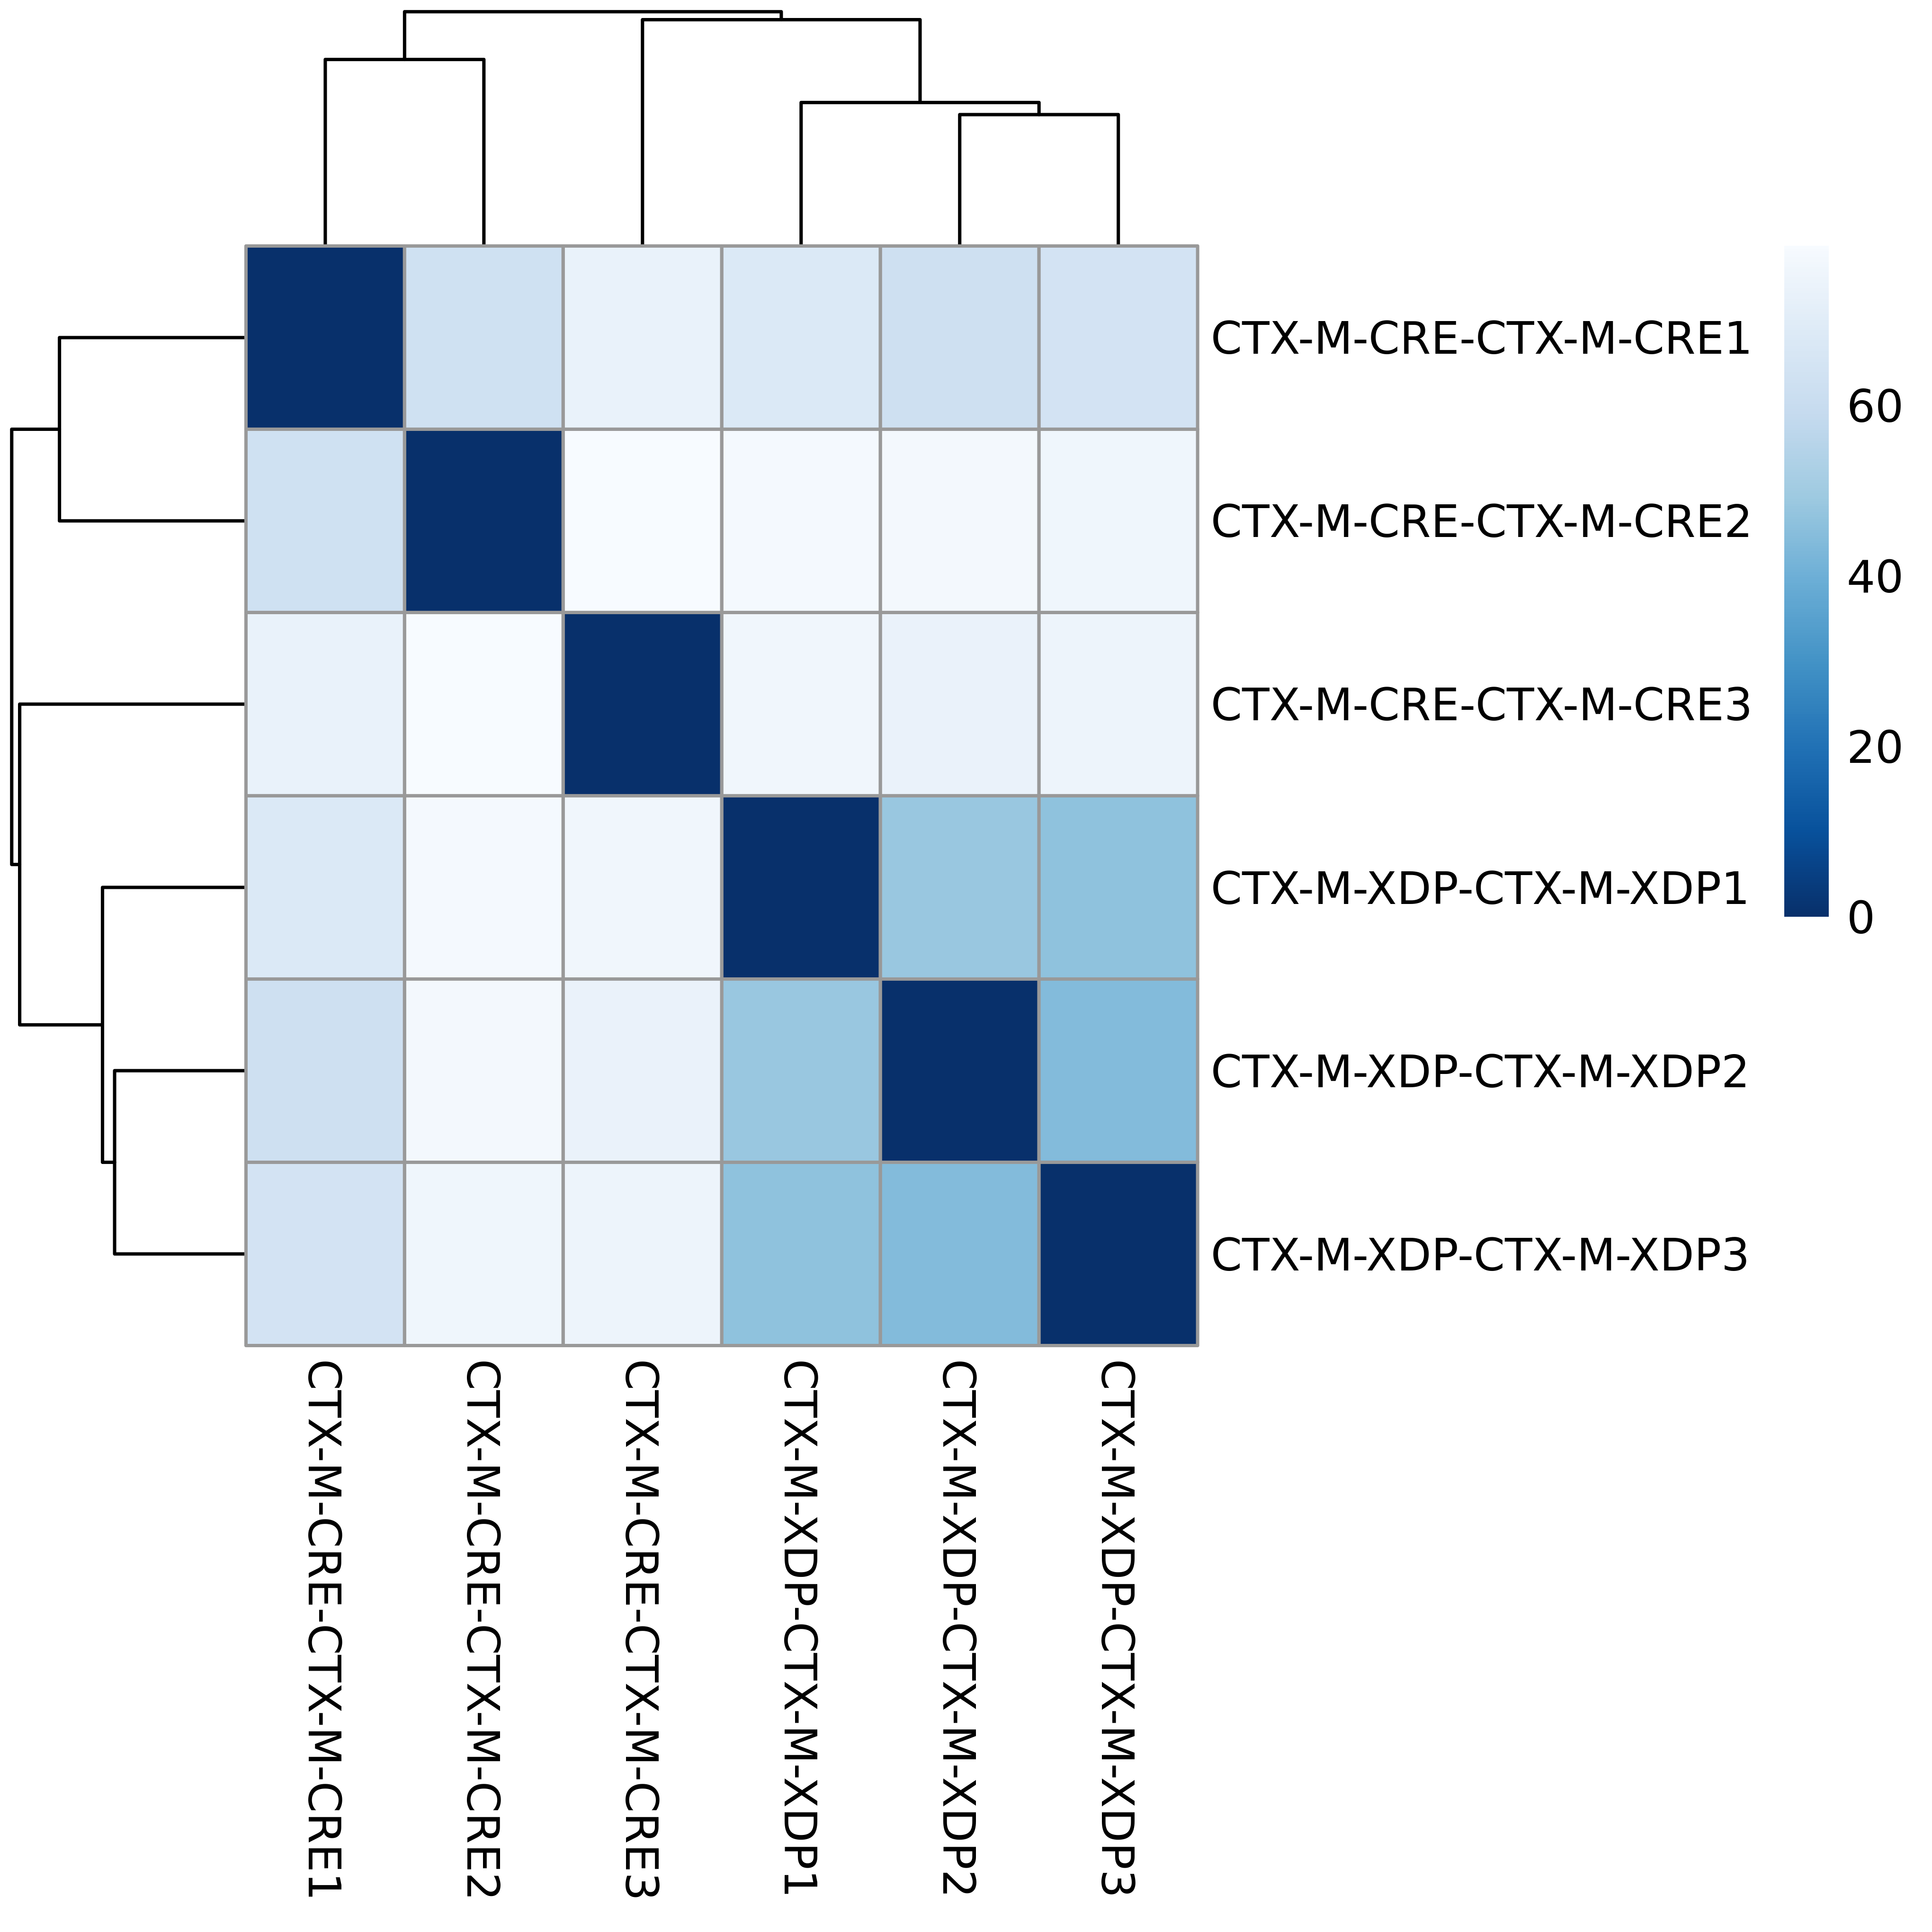 CTX-M-CRE-CTX-M-CRE1
CTX-M-CRE-CTX-M-CRE2
CTX-M-CRE-CTX-M-CRE3
CTX-M-XDP-CTX-M-XDP1
CTX-M-XDP-CTX-M-XDP2
CTX-M-XDP-CTX-M-XDP3
60
40
20
0
CTX-M-CRE-CTX-M-CRE1
CTX-M-CRE-CTX-M-CRE2
CTX-M-CRE-CTX-M-CRE3
CTX-M-XDP-CTX-M-XDP1
CTX-M-XDP-CTX-M-XDP2
CTX-M-XDP-CTX-M-XDP3